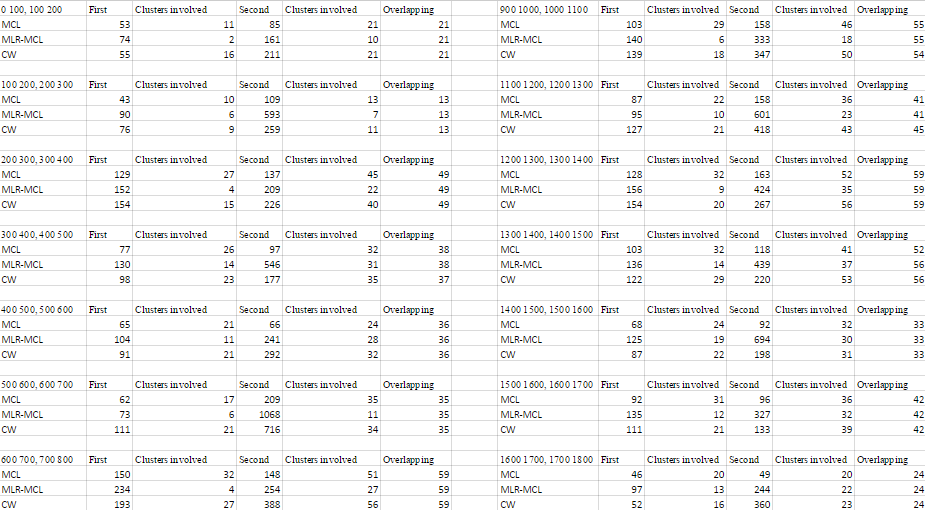 0 100, 100 200 First Clusters involved Second Clusters involved Overlapping
MCL 53 11 85 21 21
MLR-MCL 74 2 161 10 21
CW 55 16 211 21 21
100 200, 200 300 First Clusters involved Second Clusters involved Overlapping
MCL 43 10 109 13 13
MLR-MCL 90 6 593 7 13
CW 76 9 259 11 13
200 300, 300 400 First Clusters involved Second Clusters involved Overlapping
MCL 129 27 137 45 49
MLR-MCL 152 4 209 22 49
CW 154 15 226 40 49
300 400, 400 500 First Clusters involved Second Clusters involved Overlapping
MCL 77 26 97 32 38
MLR-MCL 130 14 546 31 38
CW 98 23 177 35 37
400 500, 500 600 First Clusters involved Second Clusters involved Overlapping
MCL 65 21 66 24 36
MLR-MCL 104 11 241 28 36
CW 91 21 292 32 36
500 600, 600 700 First Clusters involved Second Clusters involved Overlapping
MCL 62 17 209 35 35
MLR-MCL 73 6 1068 11 35
CW 111 21 716 34 35
600 700, 700 800 First Clusters involved Second Clusters involved Overlapping
MCL 150 32 148 51 59
MLR-MCL 234 4 254 27 59
CW 193 27 388 56 59
900 1000, 1000 1100 First Clusters involved Second Clusters involved Overlapping
MCL 103 29 158 46 55
MLR-MCL 140 6 333 18 55
CW 139 18 347 50 54
1100 1200, 1200 1300 First Clusters involved Second Clusters involved Overlapping
MCL 87 22 158 36 41
MLR-MCL 95 10 601 23 41
CW 127 21 418 43 45
1200 1300, 1300 1400 First Clusters involved Second Clusters involved Overlapping
MCL 128 32 163 52 59
MLR-MCL 156 9 424 35 59
CW 154 20 267 56 59
1300 1400, 1400 1500 First Clusters involved Second Clusters involved Overlapping
MCL 103 32 118 41 52
MLR-MCL 136 14 439 37 56
CW 122 29 220 53 56
1400 1500, 1500 1600 First Clusters involved Second Clusters involved Overlapping
MCL 68 24 92 32 33
MLR-MCL 125 19 694 30 33
CW 87 22 198 31 33
1500 1600, 1600 1700 First Clusters involved Second Clusters involved Overlapping
MCL 92 31 96 36 42
MLR-MCL 135 12 327 32 42
CW 111 21 133 39 42
1600 1700, 1700 1800 First Clusters involved Second Clusters involved Overlapping
MCL 46 20 49 20 24
MLR-MCL 97 13 244 22 24
CW 52 16 360 23 24